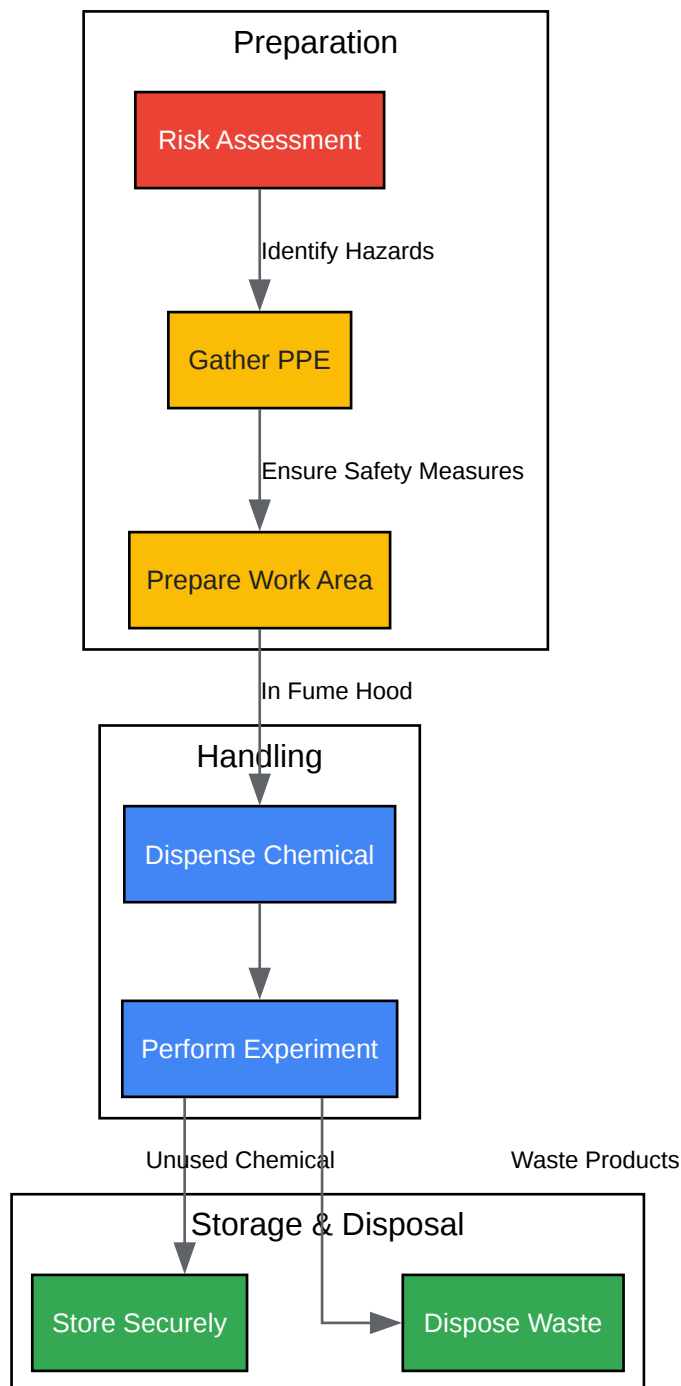 Preparation
Risk Assessment
Identify Hazards
Gather PPE
Ensure Safety Measures
Prepare Work Area
In Fume Hood
Handling
Dispense Chemical
Perform Experiment
Unused Chemical
Waste Products
Storage & Disposal
Store Securely
Dispose Waste